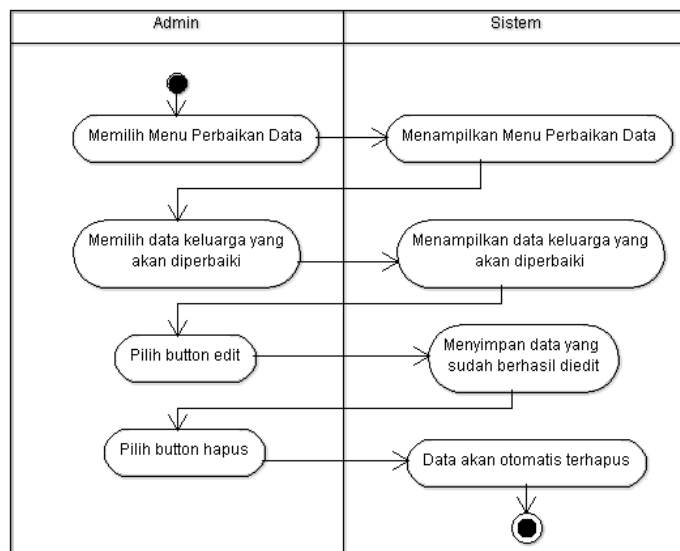 Admin
Sistem
Memilih Menu Perbaikan Data
Menampilkan Menu Perbaikan Data
Memilih data keluarga yang
akan diperbaiki
Menampilkan data keluarga yang
akan diperbaiki
Pilih button edit
Menyimpan data yang
sudah berhasil diedit
Pilih button hapus
Data akan otomatis terhapus